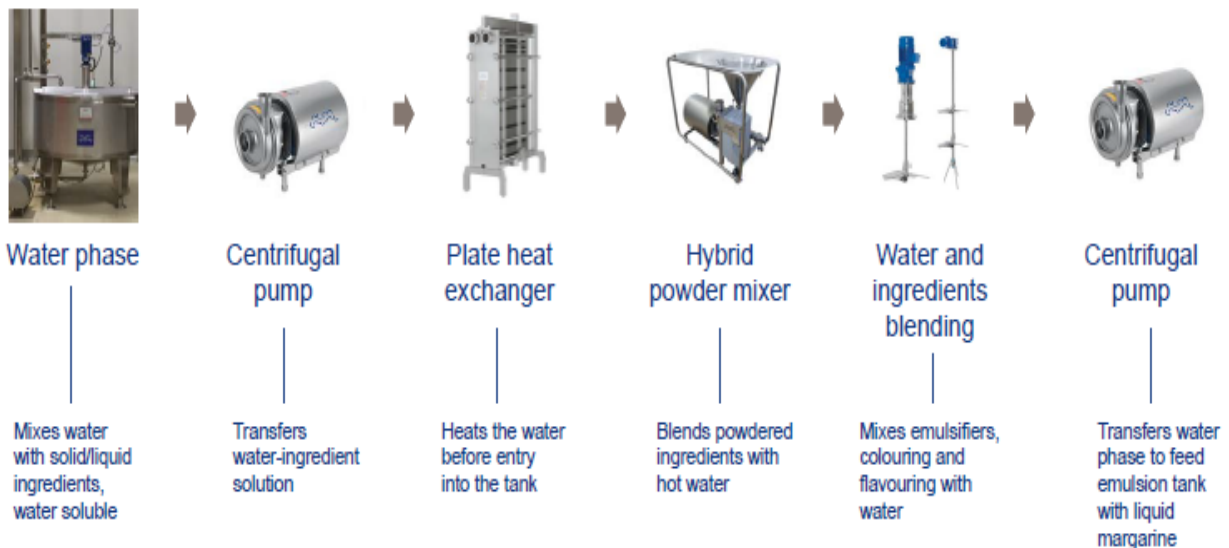 Water phase
Centrifugal
pump
Plate heat
exchanger
Hybrid
powder mixer
Water and
ingredients
blending
Centrifugal
pump
Mixes water
with solid/liquid
ingredients,
water soluble
Transfers
water-ingredient
solution
Heats the water
before entry
into the tank
Blends powdered
ingredients with
hot water
Mixes emulsifiers,
colouring and
flavouring with
water
Transfers water
phase to feed
emulsion tank
with liquid
margarine